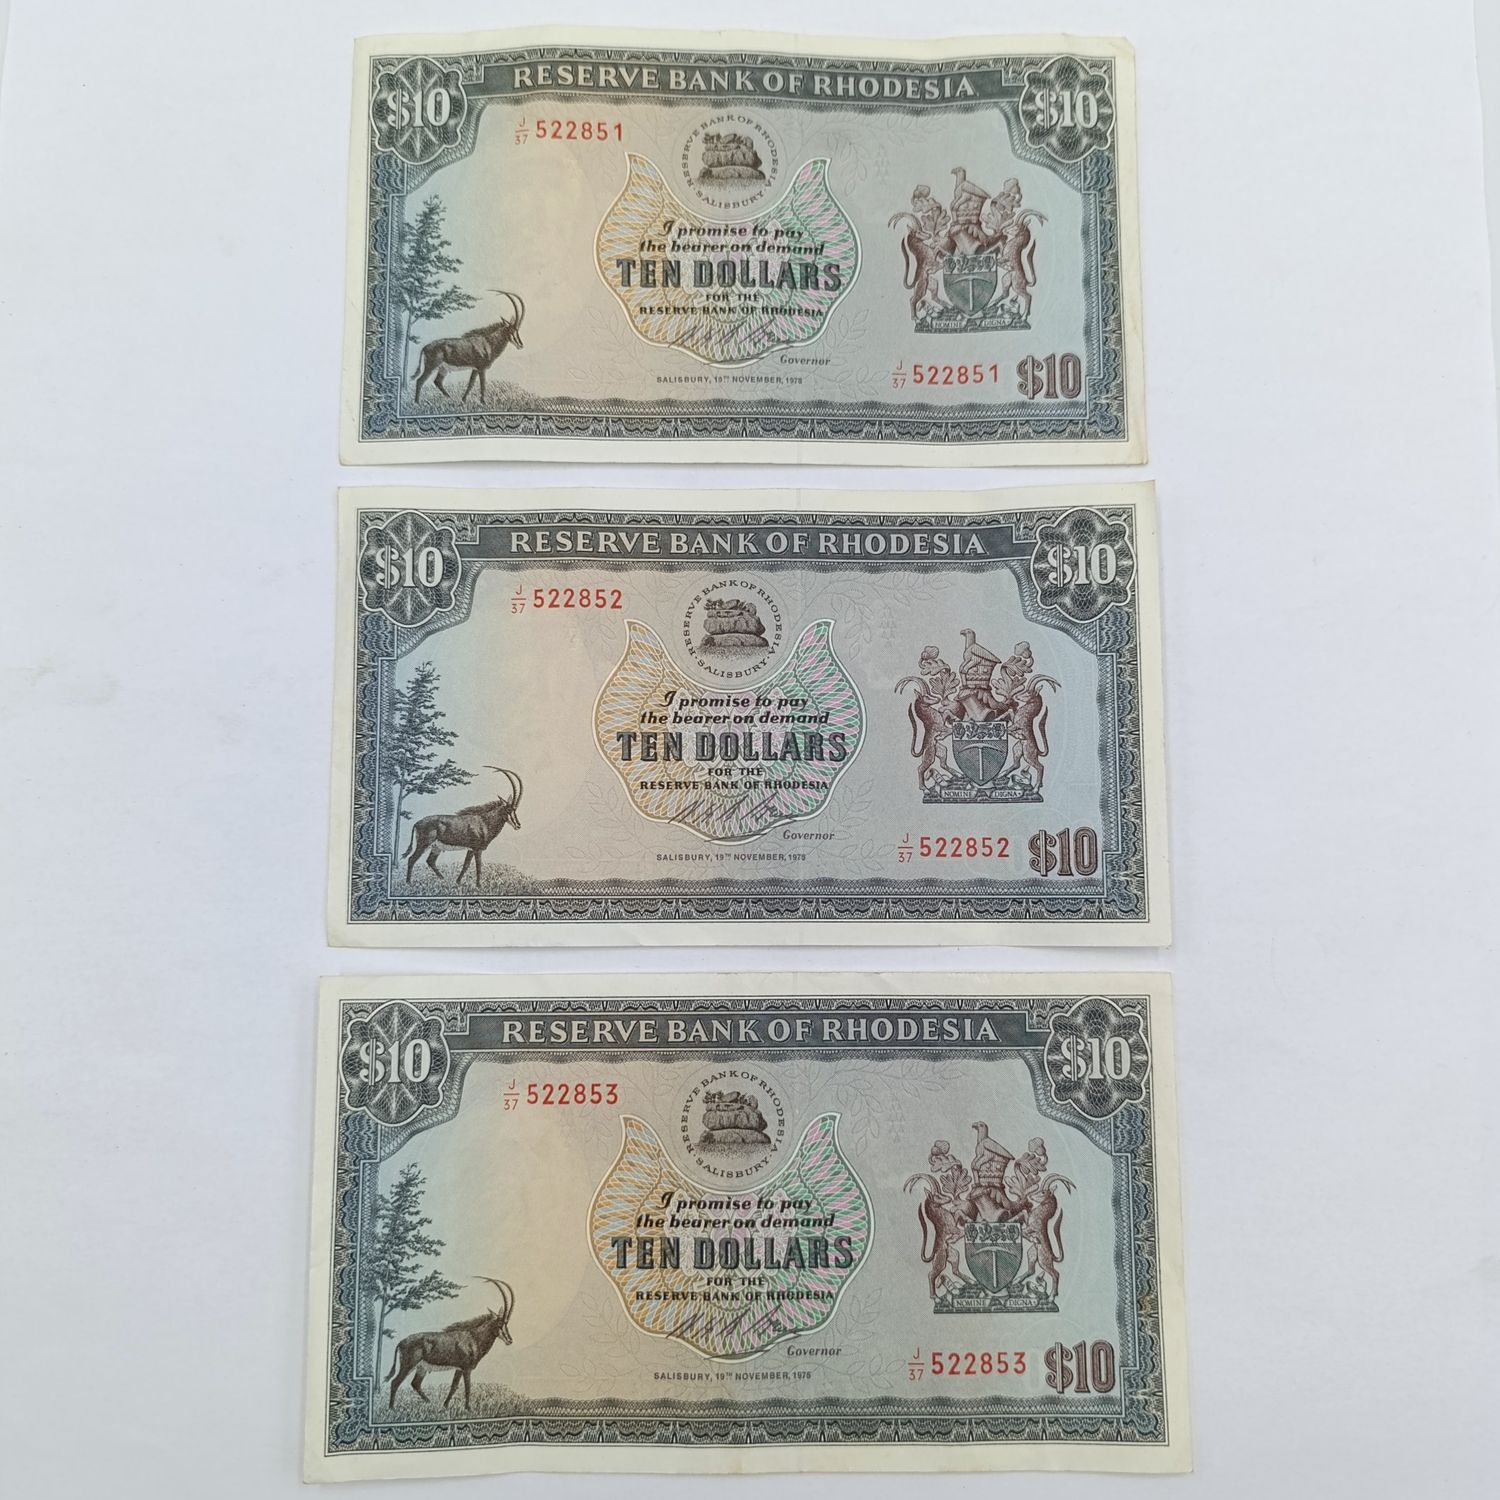 RESERVE BANK OF RHODESIA
$10 $10
J/37 522851
RESERVE BANK OF RHODESIA · SALISBURY ·
I promise to pay
the bearer on demand
TEN DOLLARS
FOR THE
RESERVE BANK OF RHODESIA
Governor
SALISBURY, 19TH NOVEMBER, 1975
NOMINE DIGNA
J/37 522851 $10
RESERVE BANK OF RHODESIA
$10 $10
J/37 522852
RESERVE BANK OF RHODESIA · SALISBURY ·
I promise to pay
the bearer on demand
TEN DOLLARS
FOR THE
RESERVE BANK OF RHODESIA
NOMINE DIGNA
Governor
SALISBURY, 19TH NOVEMBER, 1975
J/37 522852 $10
RESERVE BANK OF RHODESIA
$10 $10
J/37 522853
RESERVE BANK OF RHODESIA · SALISBURY ·
I promise to pay
the bearer on demand
TEN DOLLARS
FOR THE
RESERVE BANK OF RHODESIA
NOMINE DIGNA
Governor
SALISBURY, 19TH NOVEMBER, 1975
J/37 522853 $10